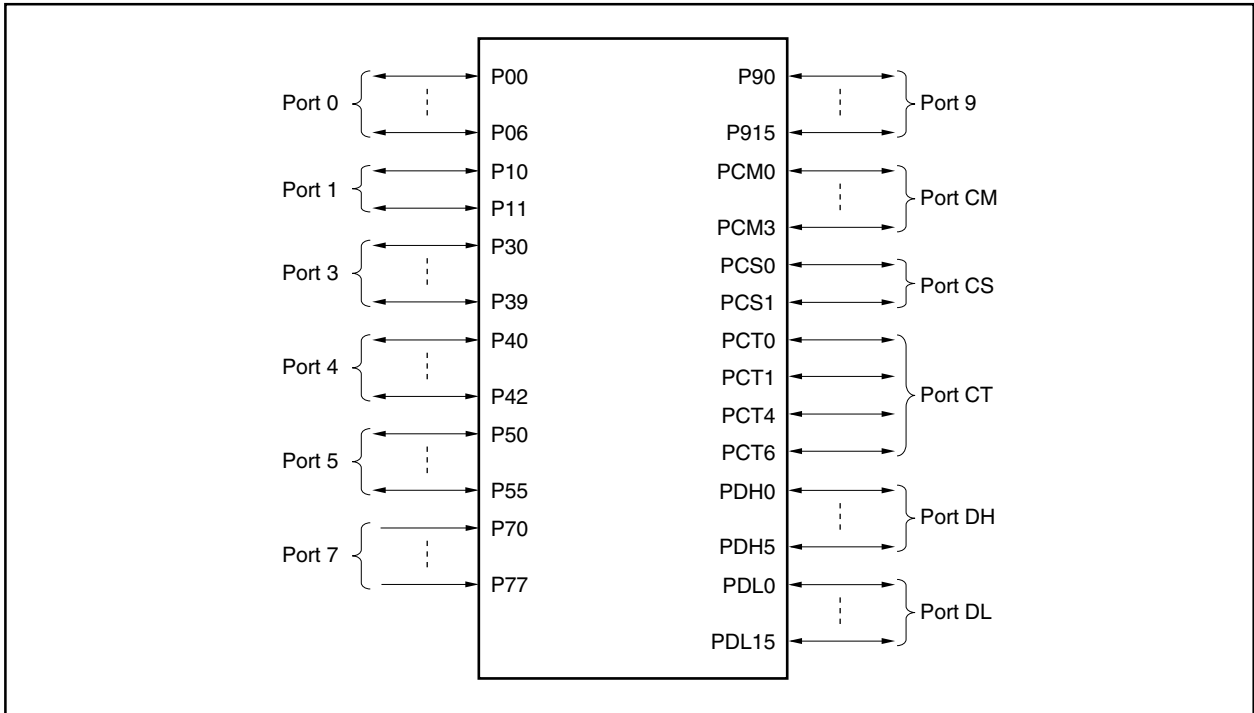 Port 0
P00
P06
Port 1
P10
P11
Port 3
P30
P39
Port 4
P40
P42
Port 5
P50
P55
Port 7
P70
P77
P90
P915
Port 9
PCM0
PCM3
Port CM
PCS0
PCS1
Port CS
PCT0
PCT1
PCT4
PCT6
Port CT
PDH0
PDH5
Port DH
PDL0
PDL15
Port DL